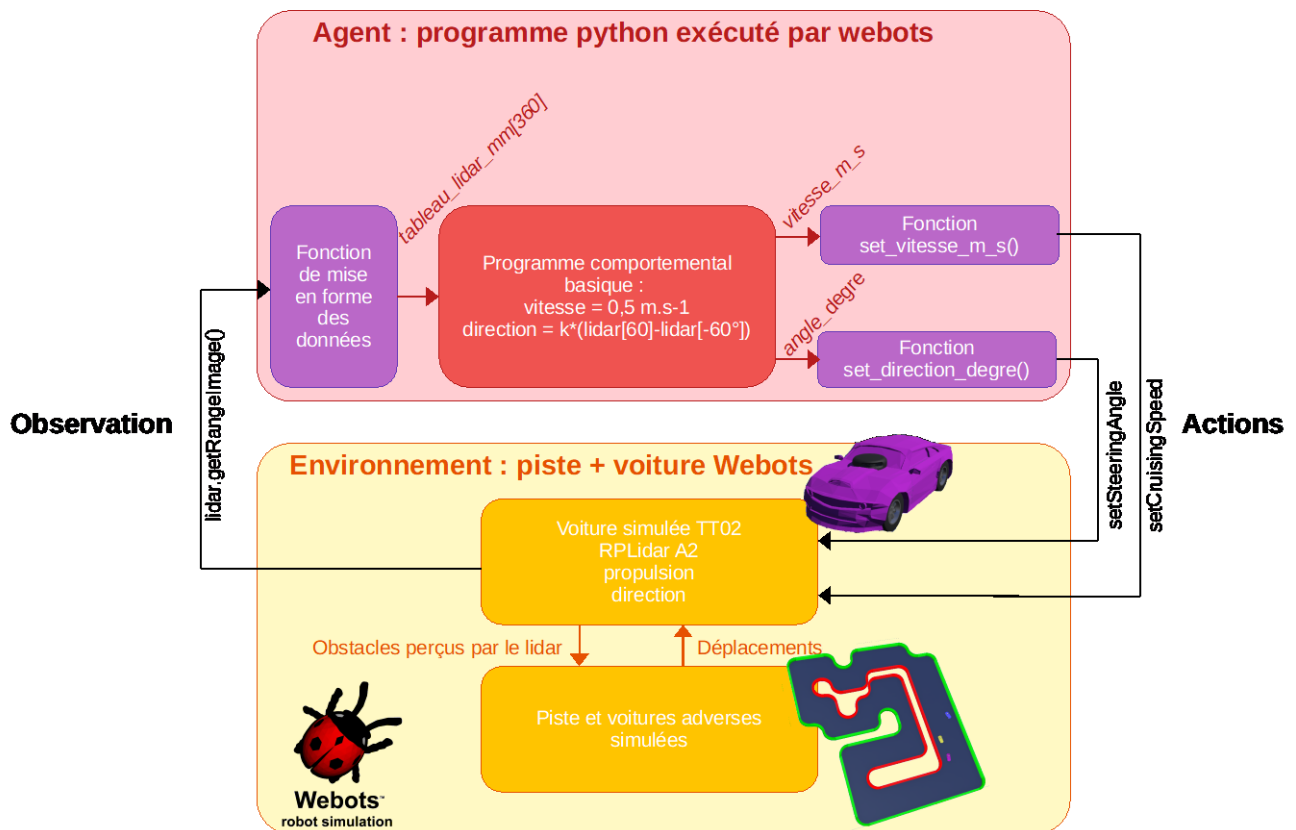 Agent : programme python exécuté par webots
tableau_lidar_mm[360]
vitesse_m_s
angle_degre
Fonction
de mise
en forme
des
données
Programme comportemental
basique :
vitesse = 0,5 m.s-1
direction = k*(lidar[60]-lidar[-60°])
Fonction
set_vitesse_m_s()
Fonction
set_direction_degre()
Observation
lidar.getRangeImage()
setSteeringAngle
setCruisingSpeed
Actions
Environnement : piste + voiture Webots
Voiture simulée TT02
RPLidar A2
propulsion
direction
Obstacles perçus par le lidar
Déplacements
Piste et voitures adverses
simulées
Webots™
robot simulation